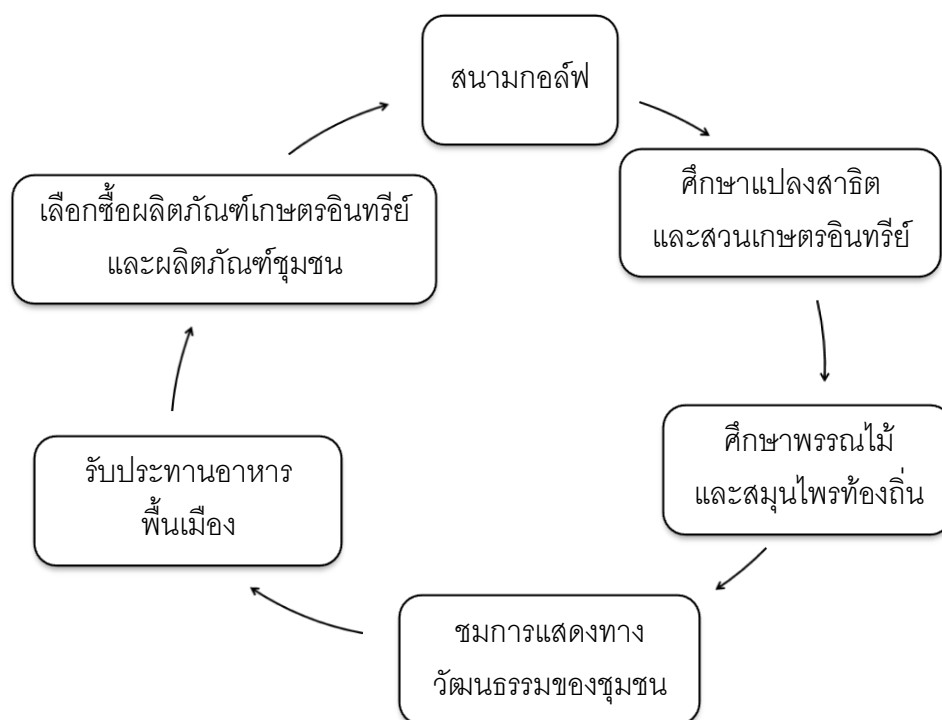 สนามกอล์ฟ
ศึกษาแปลงสาธิต
และสวนเกษตรอินทรีย์
ศึกษาพรรณไม้
และสมุนไพรท้องถิ่น
ชมการแสดงทาง
วัฒนธรรมของชุมชน
รับประทานอาหาร
พื้นเมือง
เลือกซื้อผลิตภัณฑ์เกษตรอินทรีย์
และผลิตภัณฑ์ชุมชน